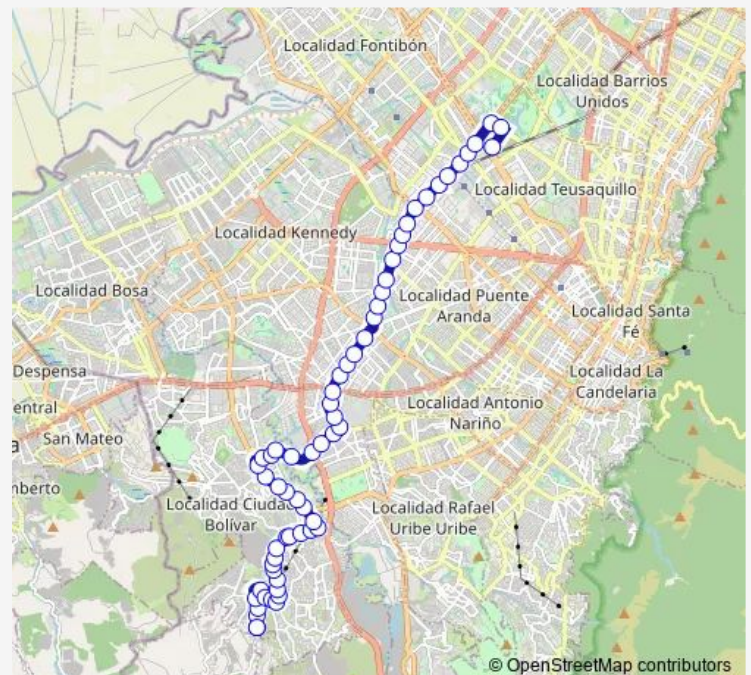 Localidad Fontibón
Localidad Barrios
Unidos
Localidad Teusaquillo
Localidad Kennedy
Localidad Bosa
Localidad Puente
Aranda
Localidad Santa
Fé
Despensa
Localidad La
Candelaria
entral
Localidad Antonio
Nariño
San Mateo
a
nberto
Localidad Ciudad
Bolívar
Localidad Rafael
Uribe Uribe
© OpenStreetMap contributors